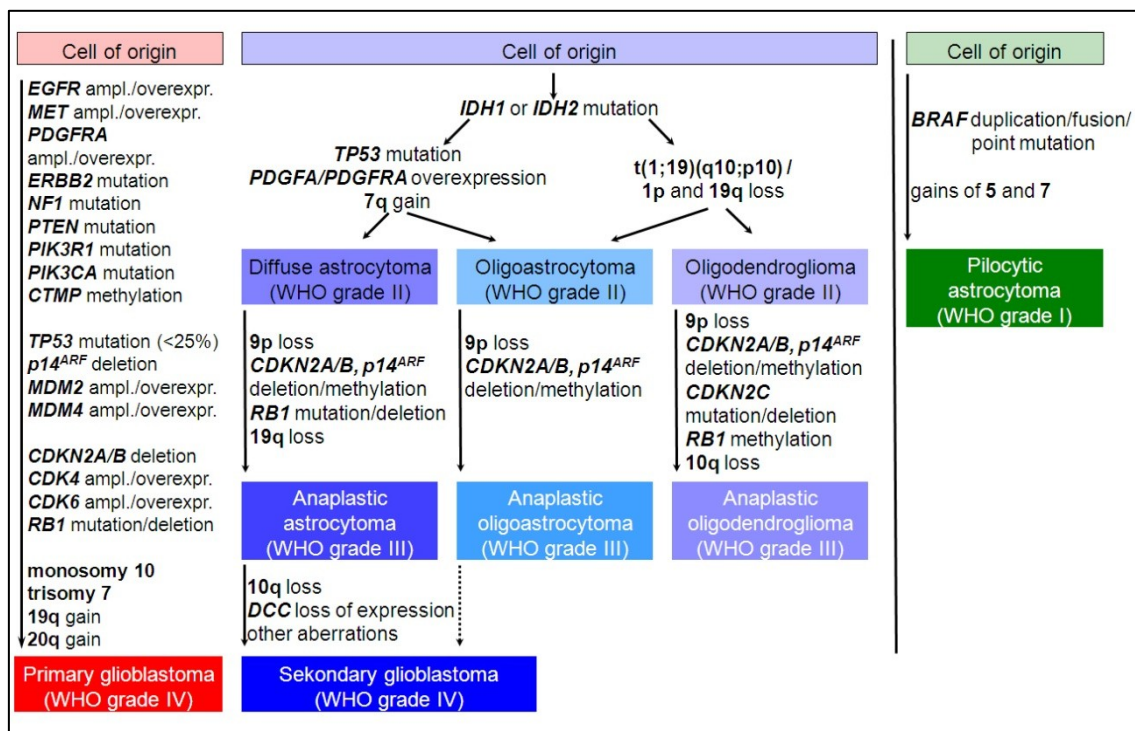 Cell of origin
EGFR ampl./overexpr.
MET ampl./overexpr.
PDGFRA
ampl./overexpr.
ERBB2 mutation
NF1 mutation
PTEN mutation
PIK3R1 mutation
PIK3CA mutation
CTMP methylation
TP53 mutation (<25%)
p14ARF deletion
MDM2 ampl./overexpr.
MDM4 ampl./overexpr.
CDKN2A/B deletion
CDK4 ampl./overexpr.
CDK6 ampl./overexpr.
RB1 mutation/deletion
monosomy 10
trisomy 7
19q gain
20q gain
Primary glioblastoma
(WHO grade IV)
Cell of origin
IDH1 or IDH2 mutation
TP53 mutation
PDGFA/PDGFRA overexpression
7q gain
t(1;19)(q10;p10) /
1p and 19q loss
Diffuse astrocytoma
(WHO grade II)
Oligoastrocytoma
(WHO grade II)
Oligodendroglioma
(WHO grade II)
9p loss
CDKN2A/B, p14ARF
deletion/methylation
RB1 mutation/deletion
19q loss
9p loss
CDKN2A/B, p14ARF
deletion/methylation
9p loss
CDKN2A/B, p14ARF
deletion/methylation
CDKN2C
mutation/deletion
RB1 methylation
10q loss
Anaplastic
astrocytoma
(WHO grade III)
Anaplastic
oligoastrocytoma
(WHO grade III)
Anaplastic
oligodendroglioma
(WHO grade III)
10q loss
DCC loss of expression
other aberrations
Sekondary glioblastoma
(WHO grade IV)
Cell of origin
BRAF duplication/fusion/
point mutation
gains of 5 and 7
Pilocytic
astrocytoma
(WHO grade I)